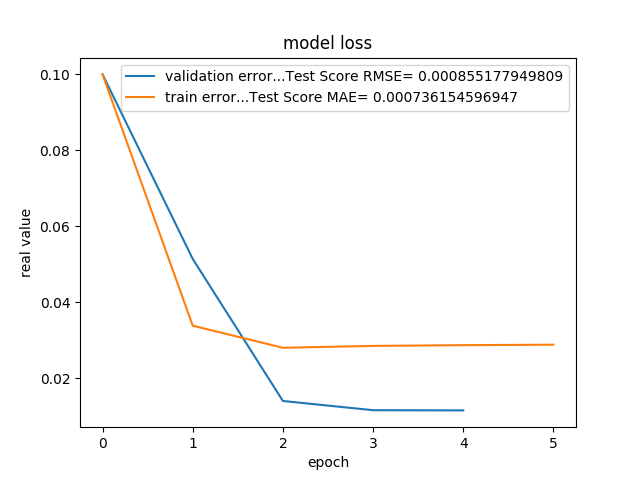 model loss
validation error...Test Score RMSE= 0.000855177949809
train error...Test Score MAE= 0.000736154596947
0.10
0.08
0.06
0.04
0.02
real value
0 1 2 3 4 5
epoch